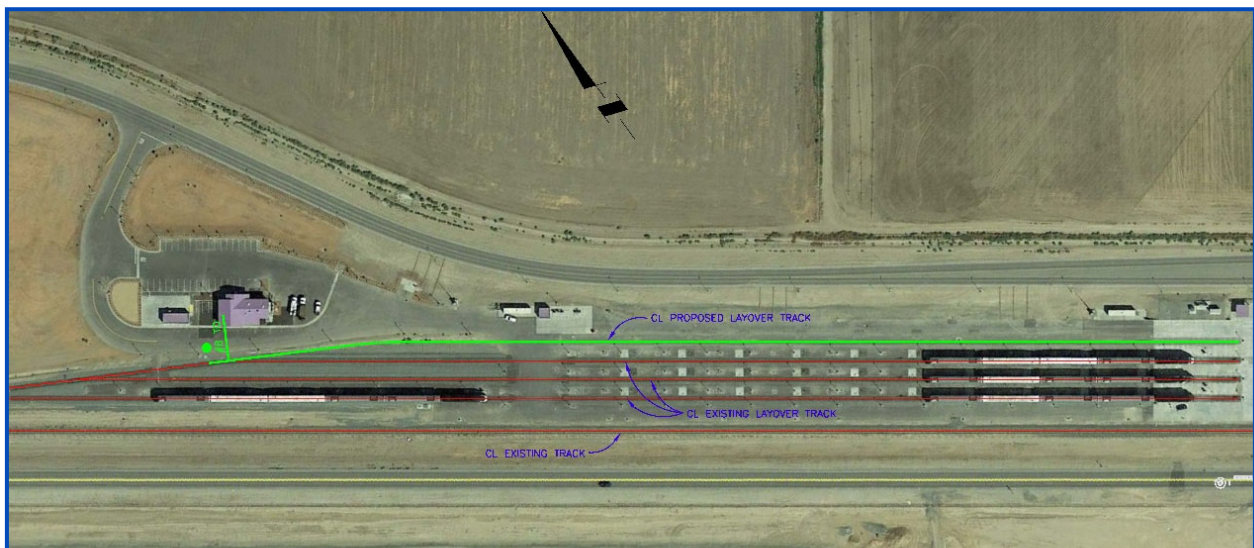 CL PROPOSED LAYOVER TRACK
CL EXISTING LAYOVER TRACK
CL EXISTING TRACK